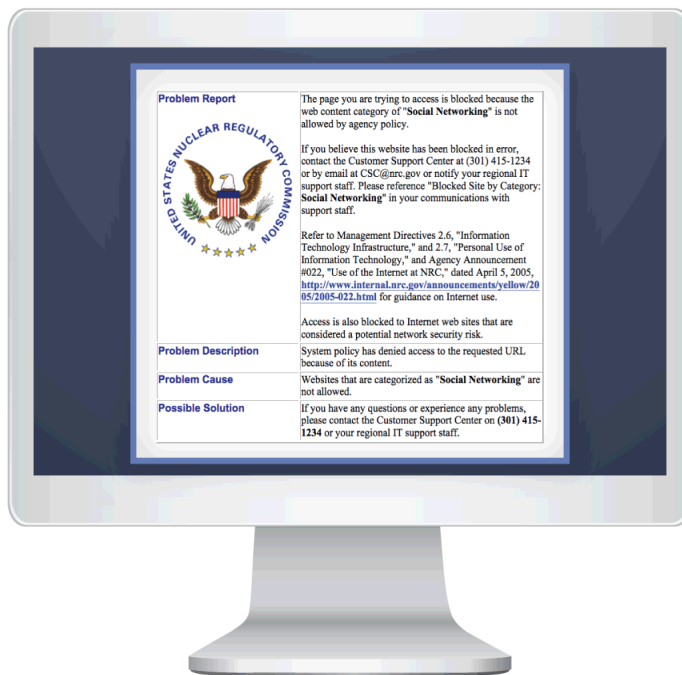 Problem Report
UNITED STATES NUCLEAR REGULATORY COMMISSION
The page you are trying to access is blocked because the
web content category of "Social Networking" is not
allowed by agency policy.
If you believe this website has been blocked in error,
contact the Customer Support Center at (301) 415-1234
or by email at CSC@nrc.gov or notify your regional IT
support staff. Please reference "Blocked Site by Category:
Social Networking" in your communications with
support staff.
Refer to Management Directives 2.6, "Information
Technology Infrastructure," and 2.7, "Personal Use of
Information Technology," and Agency Announcement
#022, "Use of the Internet at NRC," dated April 5, 2005,
http://www.internal.nrc.gov/announcements/yellow/20
05/2005-022.html for guidance on Internet use.
Access is also blocked to Internet web sites that are
considered a potential network security risk.
Problem Description
System policy has denied access to the requested URL
because of its content.
Problem Cause
Websites that are categorized as "Social Networking" are
not allowed.
Possible Solution
If you have any questions or experience any problems,
please contact the Customer Support Center on (301) 415-
1234 or your regional IT support staff.